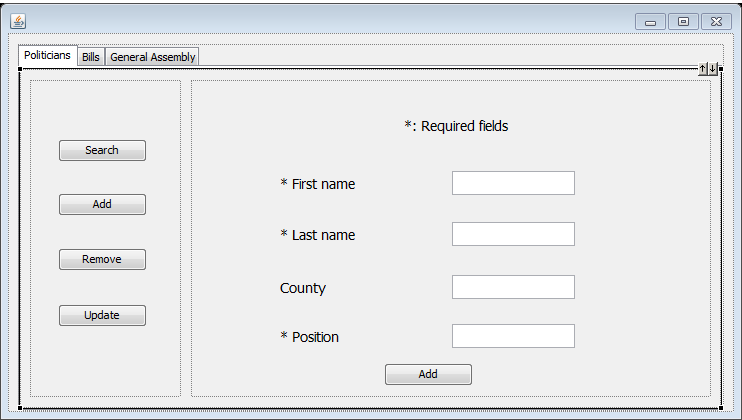 Politicians Bills General Assembly
Search
Add
Remove
Update
*: Required fields
* First name
* Last name
County
* Position
Add